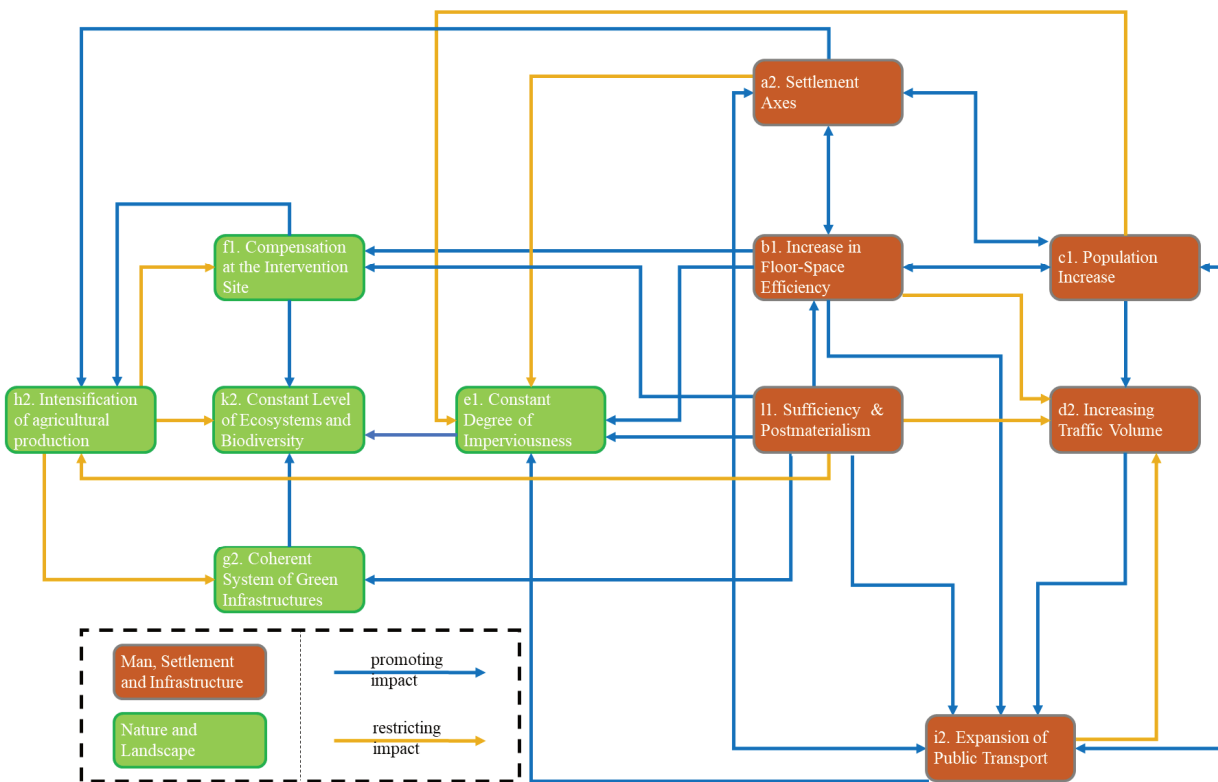 a2. Settlement
Axes
f1. Compensation
at the Intervention
Site
b1. Increase in
Floor-Space
Efficiency
c1. Population
Increase
h2. Intensification
of agricultural
production
k2. Constant Level
of Ecosystems and
Biodiversity
e1. Constant
Degree of
Imperviousness
l1. Sufficiency &
Postmaterialism
d2. Increasing
Traffic Volume
g2. Coherent
System of Green
Infrastructures
i2. Expansion of
Public Transport
Man, Settlement
and Infrastructure
Nature and
Landscape
promoting
impact
restricting
impact